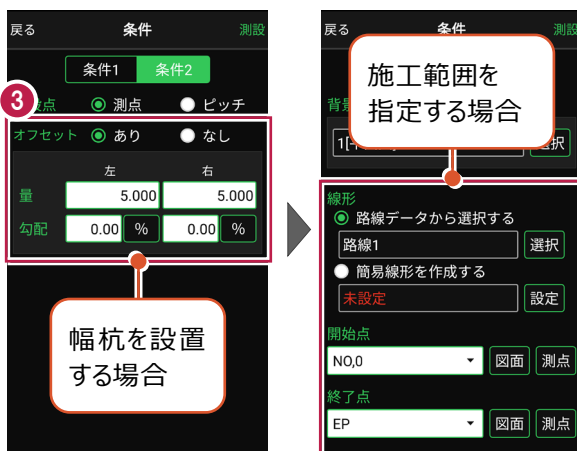 戻る 条件 測設
条件1 条件2
3
点 測点 ピッチ
オフセット あり なし
左 右
量 5.000 5.000
勾配 0.00 % 0.00 %
幅杭を設置
する場合
戻る 条件 測設
施工範囲を
指定する場合
背景
選択
線形
路線データから選択する
路線1 選択
簡易線形を作成する
未設定 設定
開始点
NO,0 図面 測点
終了点
EP 図面 測点